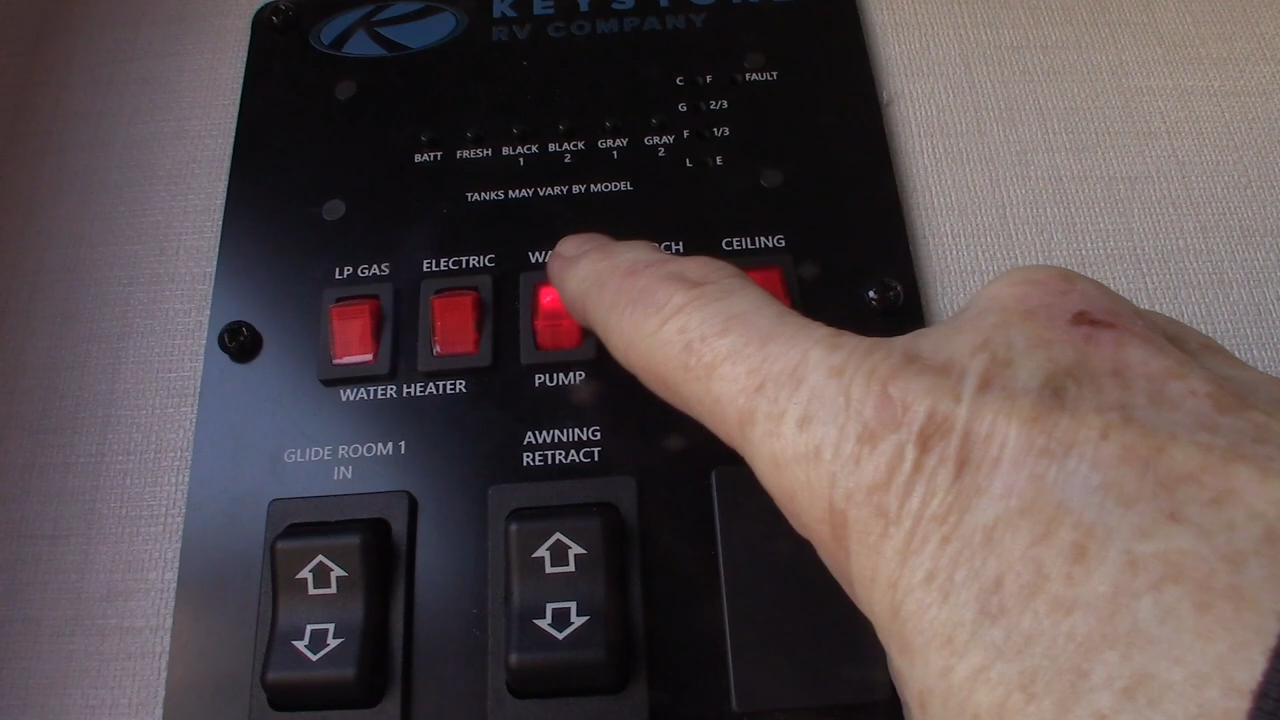 RV COMPANY
C F FAULT
G 2/3
F 1/3
L E
BATT FRESH BLACK 1 BLACK 2 GRAY 1 GRAY 2
TANKS MAY VARY BY MODEL
LP GAS ELECTRIC CEILING
WATER HEATER PUMP
GLIDE ROOM 1
IN
AWNING
RETRACT